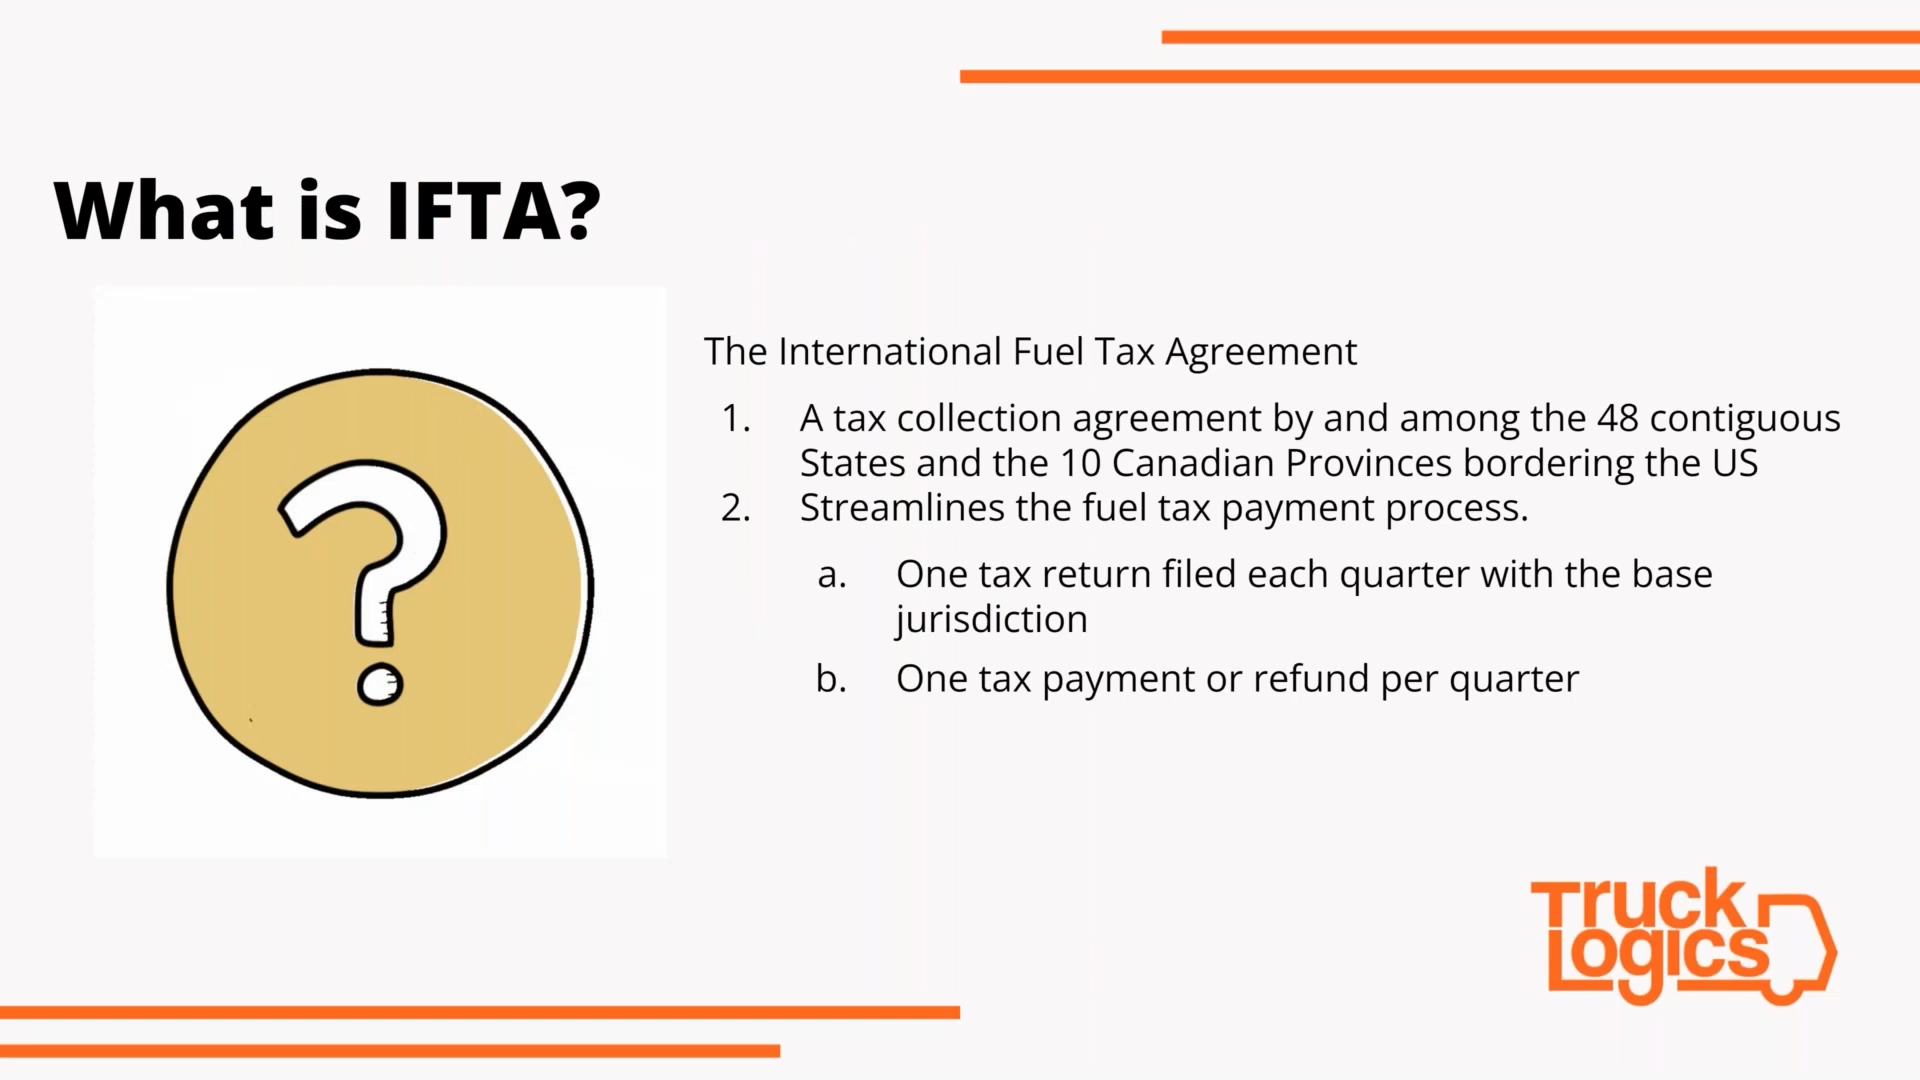 What is IFTA?
The International Fuel Tax Agreement
1. A tax collection agreement by and among the 48 contiguous
States and the 10 Canadian Provinces bordering the US
2. Streamlines the fuel tax payment process.
a. One tax return filed each quarter with the base
jurisdiction
b. One tax payment or refund per quarter
Truck
Logics